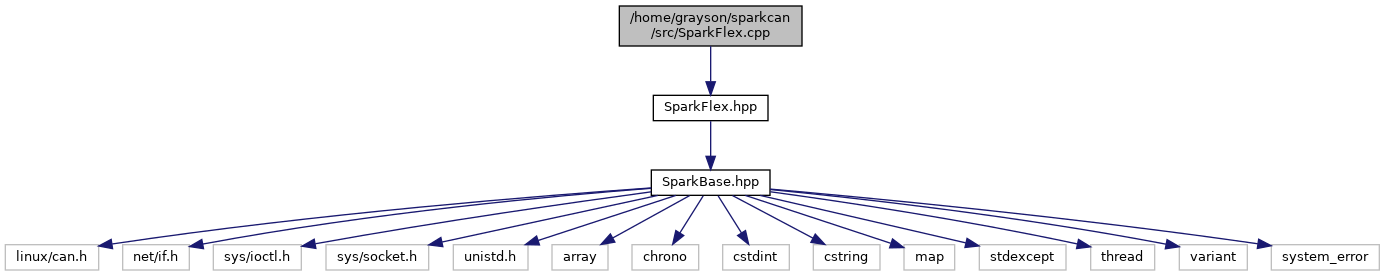 /home/grayson/sparkcan
/src/SparkFlex.cpp
SparkFlex.hpp
SparkBase.hpp
linux/can.h
net/if.h
sys/ioctl.h
sys/socket.h
unistd.h
array
chrono
cstdint
cstring
map
stdexcept
thread
variant
system_error